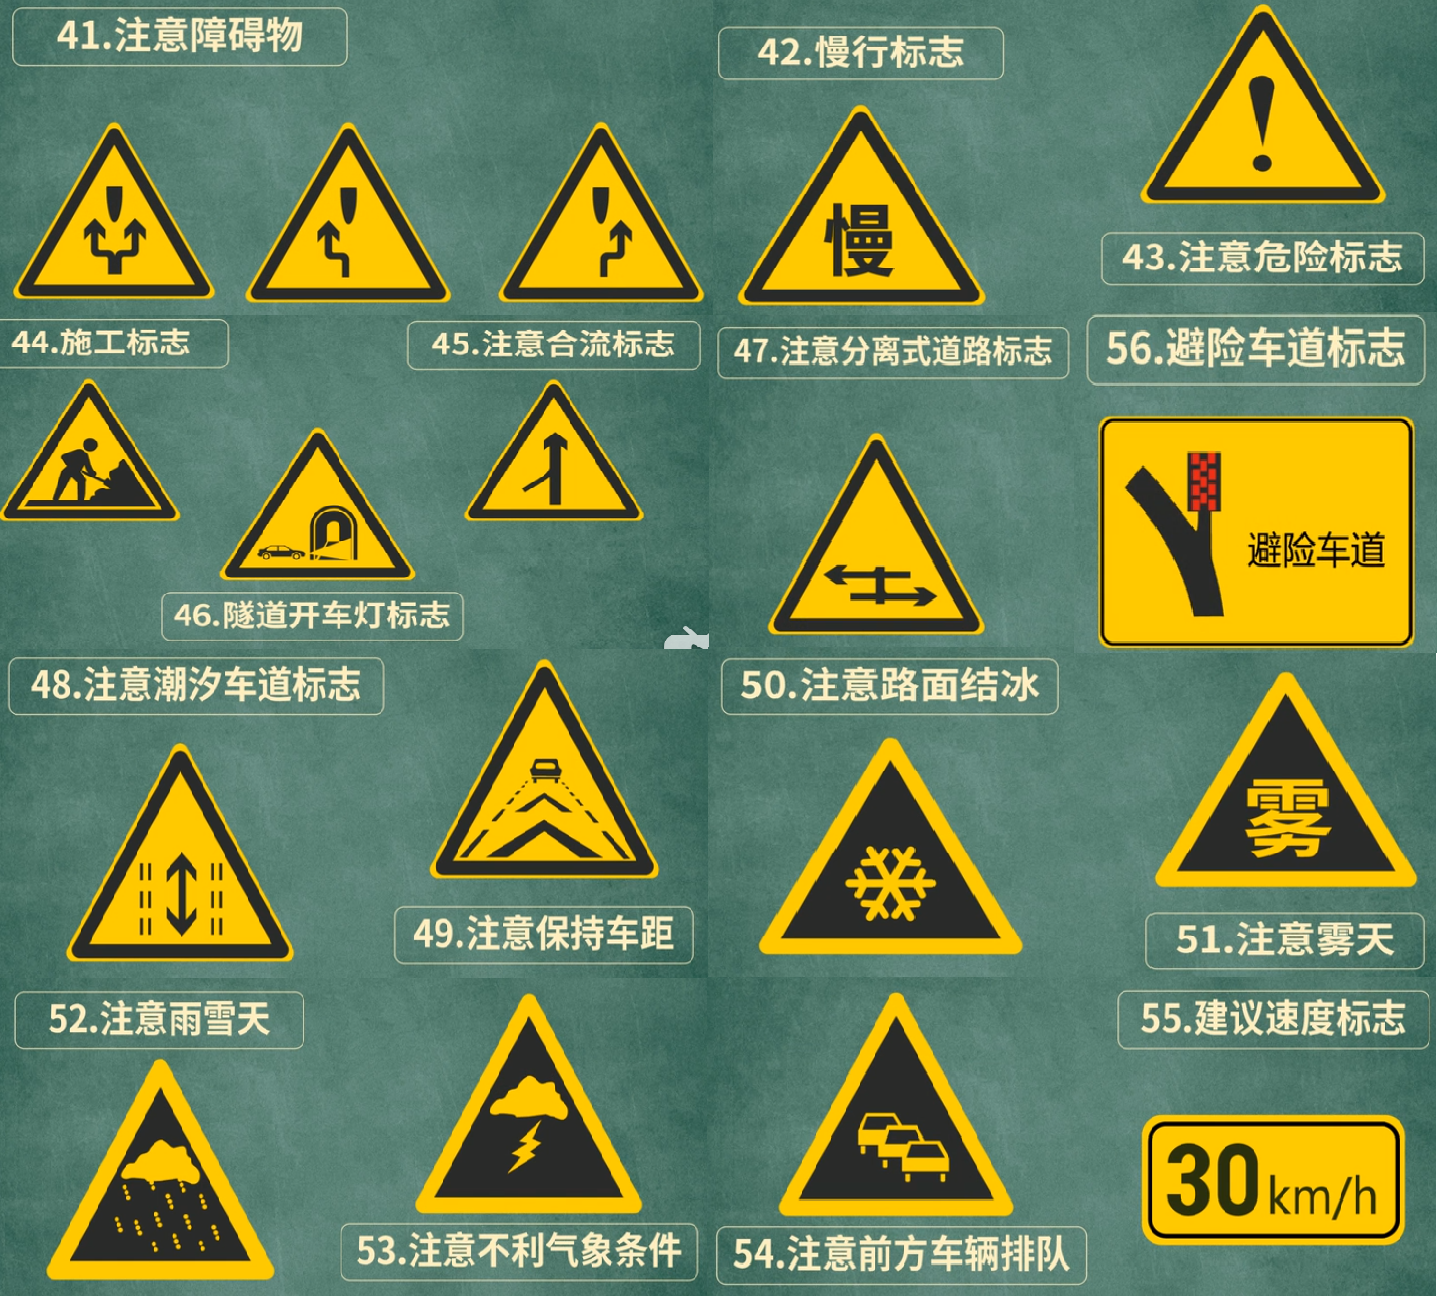 41.注意障碍物
42.慢行标志
慢
43.注意危险标志
44.施工标志
45.注意合流标志
46.隧道开车灯标志
47.注意分离式道路标志
56.避险车道标志
避险车道
48.注意潮汐车道标志
49.注意保持车距
50.注意路面结冰
雾
51.注意雾天
52.注意雨雪天
53.注意不利气象条件
54.注意前方车辆排队
55.建议速度标志
30km/h